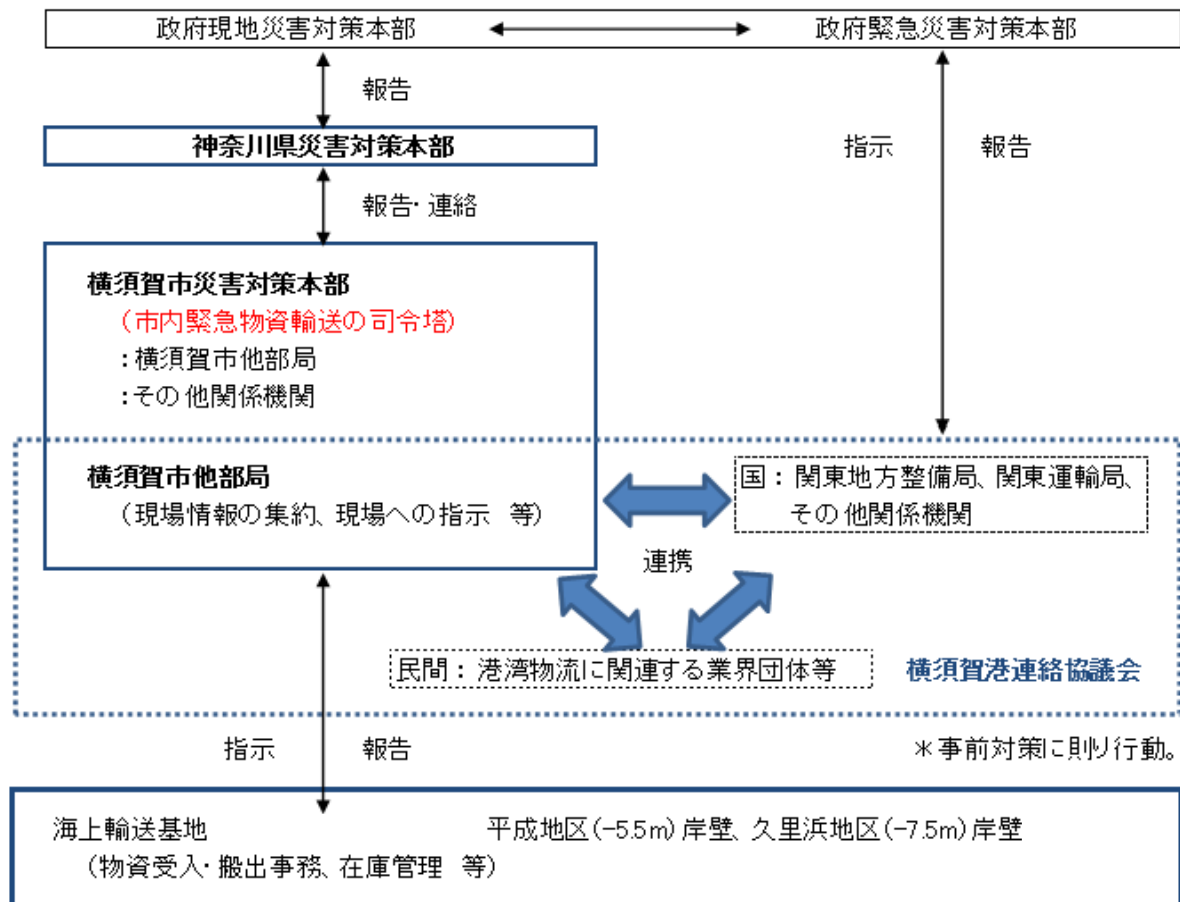 政府現地災害対策本部
政府緊急災害対策本部
報告
神奈川県災害対策本部
指示
報告
報告・連絡
横須賀市災害対策本部
（市内緊急物資輸送の司令塔）
：横須賀市他部局
：その他関係機関
横須賀市他部局
（現場情報の集約、現場への指示 等）
国：関東地方整備局、関東運輸局、
その他関係機関
連携
民間：港湾物流に関連する業界団体等
横須賀港連絡協議会
指示
報告
＊事前対策に則り行動。
海上輸送基地
平成地区(-5.5m)岸壁、久里浜地区(-7.5m)岸壁
（物資受入・搬出事務、在庫管理 等）